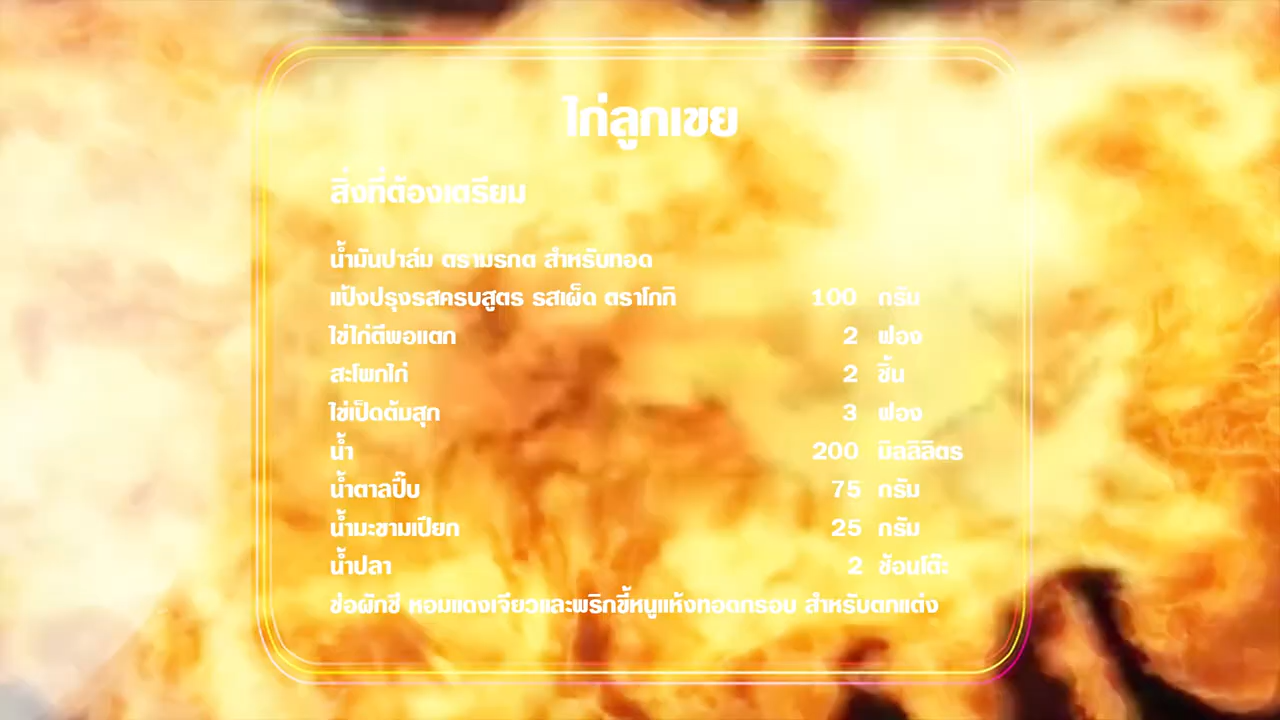 ไก่ลูกเขย
สิ่งที่ต้องเตรียม
น้ำมันปาล์ม ตรามรกต สำหรับทอด
แป้งปรุงรสครบสูตร รสเผ็ด ตราโกกิ 100 กรัม
ไข่ไก่ตีพอแตก 2 ฟอง
สะโพกไก่ 2 ชิ้น
ไข่เป็ดต้มสุก 3 ฟอง
น้ำ 200 มิลลิลิตร
น้ำตาลปี๊บ 75 กรัม
น้ำมะขามเปียก 25 กรัม
น้ำปลา 2 ช้อนโต๊ะ
ช่อผักชี หอมแดงเจียวและพริกขี้หนูแห้งทอดกรอบ สำหรับตกแต่ง